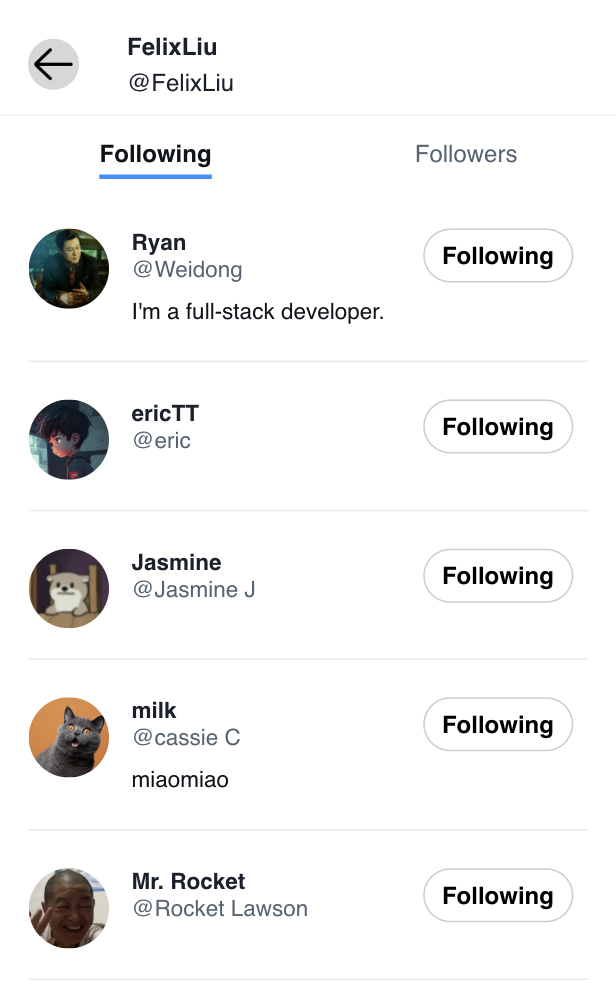 FelixLiu
@FelixLiu
Following Followers
Ryan
@Weidong
Following
I'm a full-stack developer.
ericTT
@eric
Following
Jasmine
@Jasmine J
Following
milk
@cassie C
Following
miaomiao
Mr. Rocket
@Rocket Lawson
Following